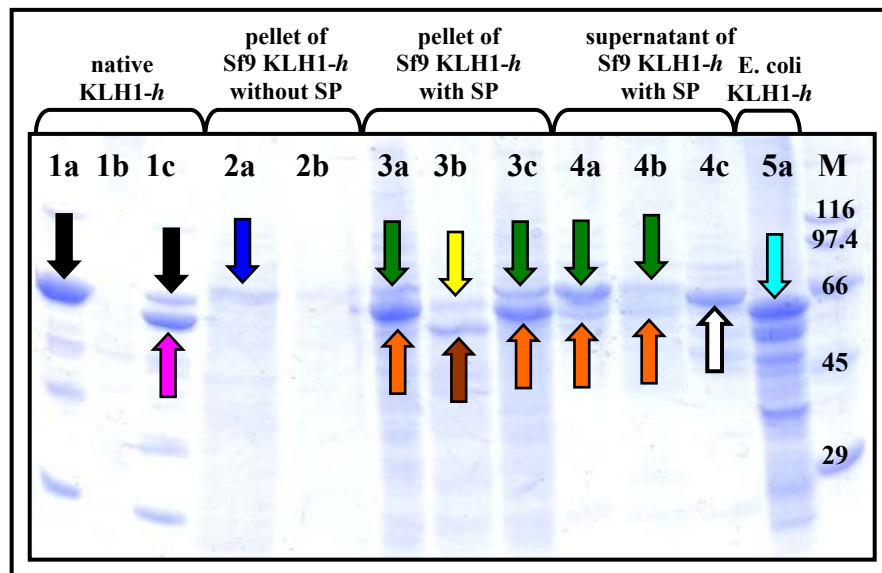 native
KLH1-h
pellet of
Sf9 KLH1-h
without SP
pellet of
Sf9 KLH1-h
with SP
supernatant of
Sf9 KLH1-h
with SP
E. coli
KLH1-h
1a 1b 1c 2a 2b 3a 3b 3c 4a 4b 4c 5a M
116
97.4
66
45
29